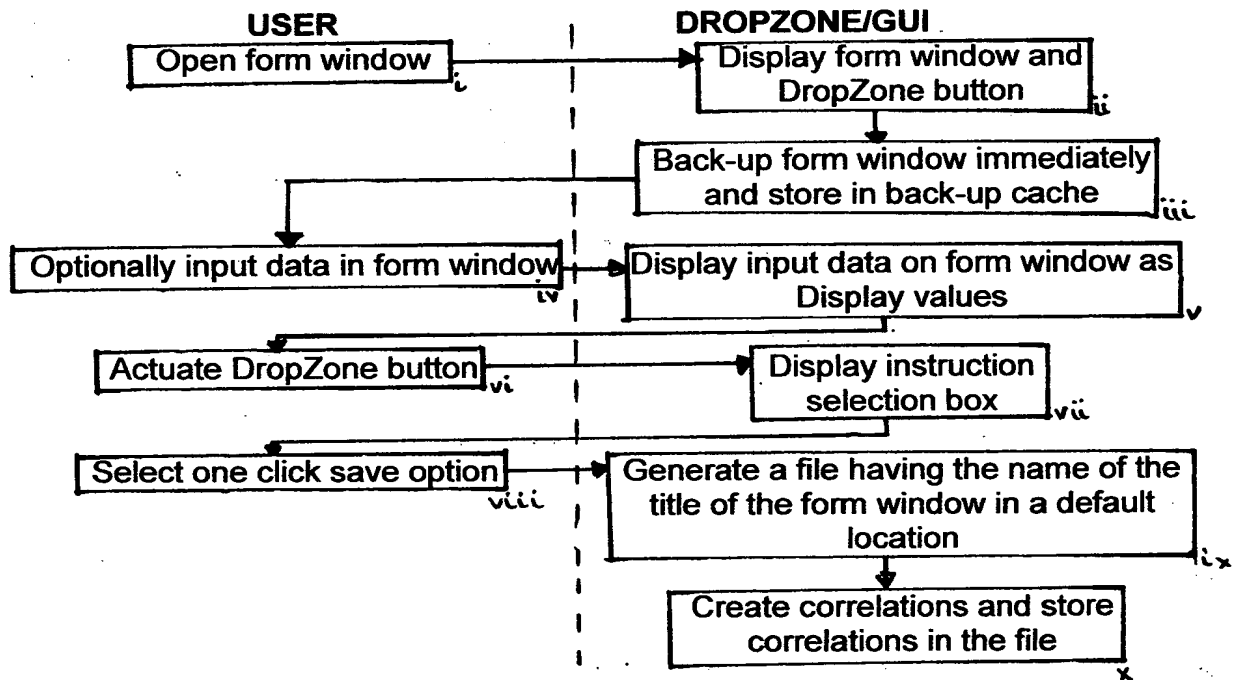 USER
DROPZONE/GUI
Open form window
i
Display form window and
DropZone button
ii
Back-up form window immediately
and store in back-up cache
iii
Optionally input data in form window
iv
Display input data on form window as
Display values
v
Actuate DropZone button
vi
Display instruction
selection box
vii
Select one click save option
viii
Generate a file having the name of the
title of the form window in a default
location
ix
Create correlations and store
correlations in the file
x